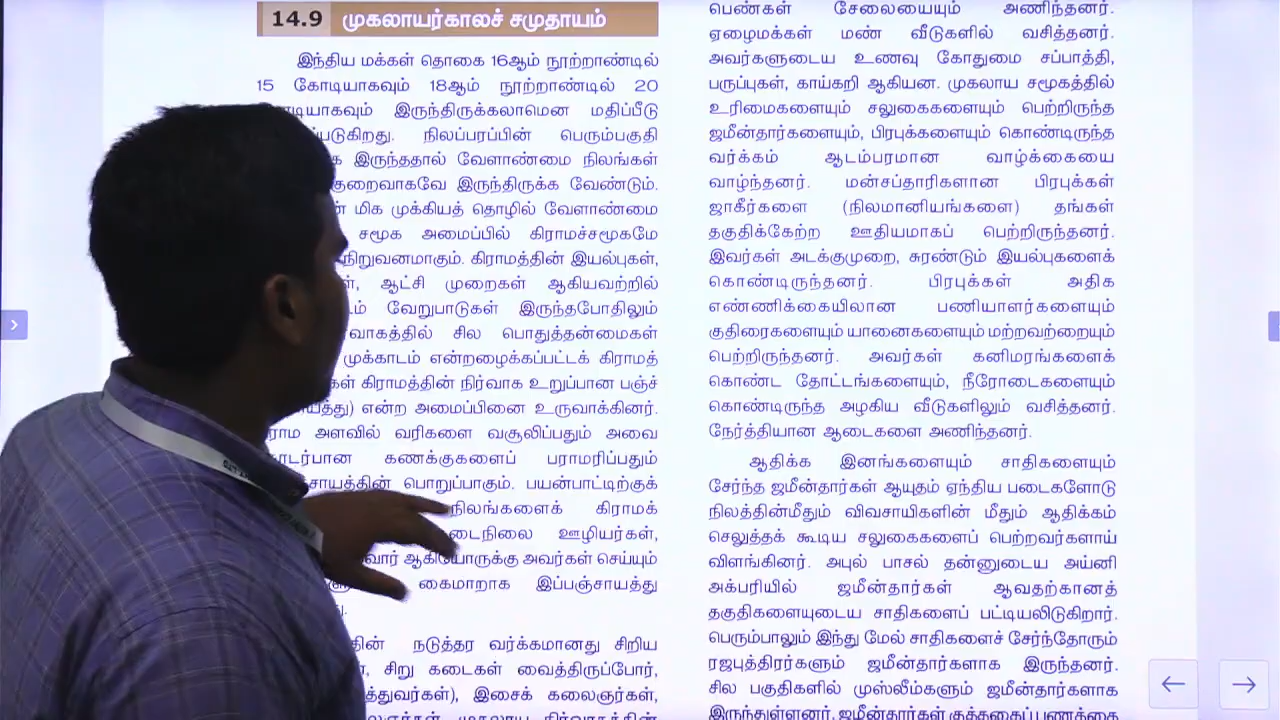 14.9 முகலாயர்காலச் சமுதாயம்
இந்திய மக்கள் தொகை 16ஆம் நூற்றாண்டில்
15 கோடியாகவும் 18ஆம் நூற்றாண்டில் 20
இருந்திருக்கலாமென மதிப்பீடு
நிலப்பரப்பின் பெரும்பகுதி
இருந்ததால் வேளாண்மை நிலங்கள்
குறைவாகவே இருந்திருக்க வேண்டும்.
மிக முக்கியத் தொழில் வேளாண்மை
சமூக அமைப்பில் கிராமச்சமூகமே
நிறுவனமாகும். கிராமத்தின் இயல்புகள்,
ஆட்சி முறைகள் ஆகியவற்றில்
வேறுபாடுகள் இருந்தபோதிலும்
சில பொதுத்தன்மைகள்
முக்காடம் என்றழைக்கப்பட்டக் கிராமத்
கிராமத்தின் நிர்வாக உறுப்பான பஞ்ச்
என்ற அமைப்பினை உருவாக்கினர்.
அளவில் வரிகளை வசூலிப்பதும் அவை
கணக்குகளைப் பராமரிப்பதும்
பொறுப்பாகும். பயன்பாட்டிற்குக்
நிலங்களைக் கிராமக்
ஊழியர்கள்,
ஆகியோருக்கு அவர்கள் செய்யும்
கைமாறாக இப்பஞ்சாயத்து
நடுத்தர வர்க்கமானது சிறிய
சிறு கடைகள் வைத்திருப்போர்,
இசைக் கலைஞர்கள்,
முகலாய நிர்வாகத்தின்
பெண்கள் சேலையையும் அணிந்தனர்.
ஏழைமக்கள் மண் வீடுகளில் வசித்தனர்.
அவர்களுடைய உணவு கோதுமை சப்பாத்தி,
பருப்புகள், காய்கறி ஆகியன. முகலாய சமூகத்தில்
உரிமைகளையும் சலுகைகளையும் பெற்றிருந்த
ஜமீன்தார்களையும், பிரபுக்களையும் கொண்டிருந்த
வர்க்கம் ஆடம்பரமான வாழ்க்கையை
வாழ்ந்தனர். மன்சப்தாரிகளான பிரபுக்கள்
ஜாகீர்களை (நிலமானியங்களை) தங்கள்
தகுதிக்கேற்ற ஊதியமாகப் பெற்றிருந்தனர்.
இவர்கள் அடக்குமுறை, சுரண்டும் இயல்புகளைக்
கொண்டிருந்தனர். பிரபுக்கள் அதிக
எண்ணிக்கையிலான பணியாளர்களையும்
குதிரைகளையும் யானைகளையும் மற்றவற்றையும்
பெற்றிருந்தனர். அவர்கள் கனிமரங்களைக்
கொண்ட தோட்டங்களையும், நீரோடைகளையும்
கொண்டிருந்த அழகிய வீடுகளிலும் வசித்தனர்.
நேர்த்தியான ஆடைகளை அணிந்தனர்.
ஆதிக்க இனங்களையும் சாதிகளையும்
சேர்ந்த ஜமீன்தார்கள் ஆயுதம் ஏந்திய படைகளோடு
நிலத்தின்மீதும் விவசாயிகளின் மீதும் ஆதிக்கம்
செலுத்தக் கூடிய சலுகைகளைப் பெற்றவர்களாய்
விளங்கினர். அபுல் பாசல் தன்னுடைய அய்னி
அக்பரியில் ஜமீன்தார்கள் ஆவதற்கானத்
தகுதிகளையுடைய சாதிகளைப் பட்டியலிடுகிறார்.
பெரும்பாலும் இந்து மேல் சாதிகளைச் சேர்ந்தோரும்
ரஜபுத்திரர்களும் ஜமீன்தார்களாக இருந்தனர்.
சில பகுதிகளில் முஸ்லீம்களும் ஜமீன்தார்களாக
இருந்துள்ளனர். ஜமீன்தார்கள் குத்தகைப் பணத்தை